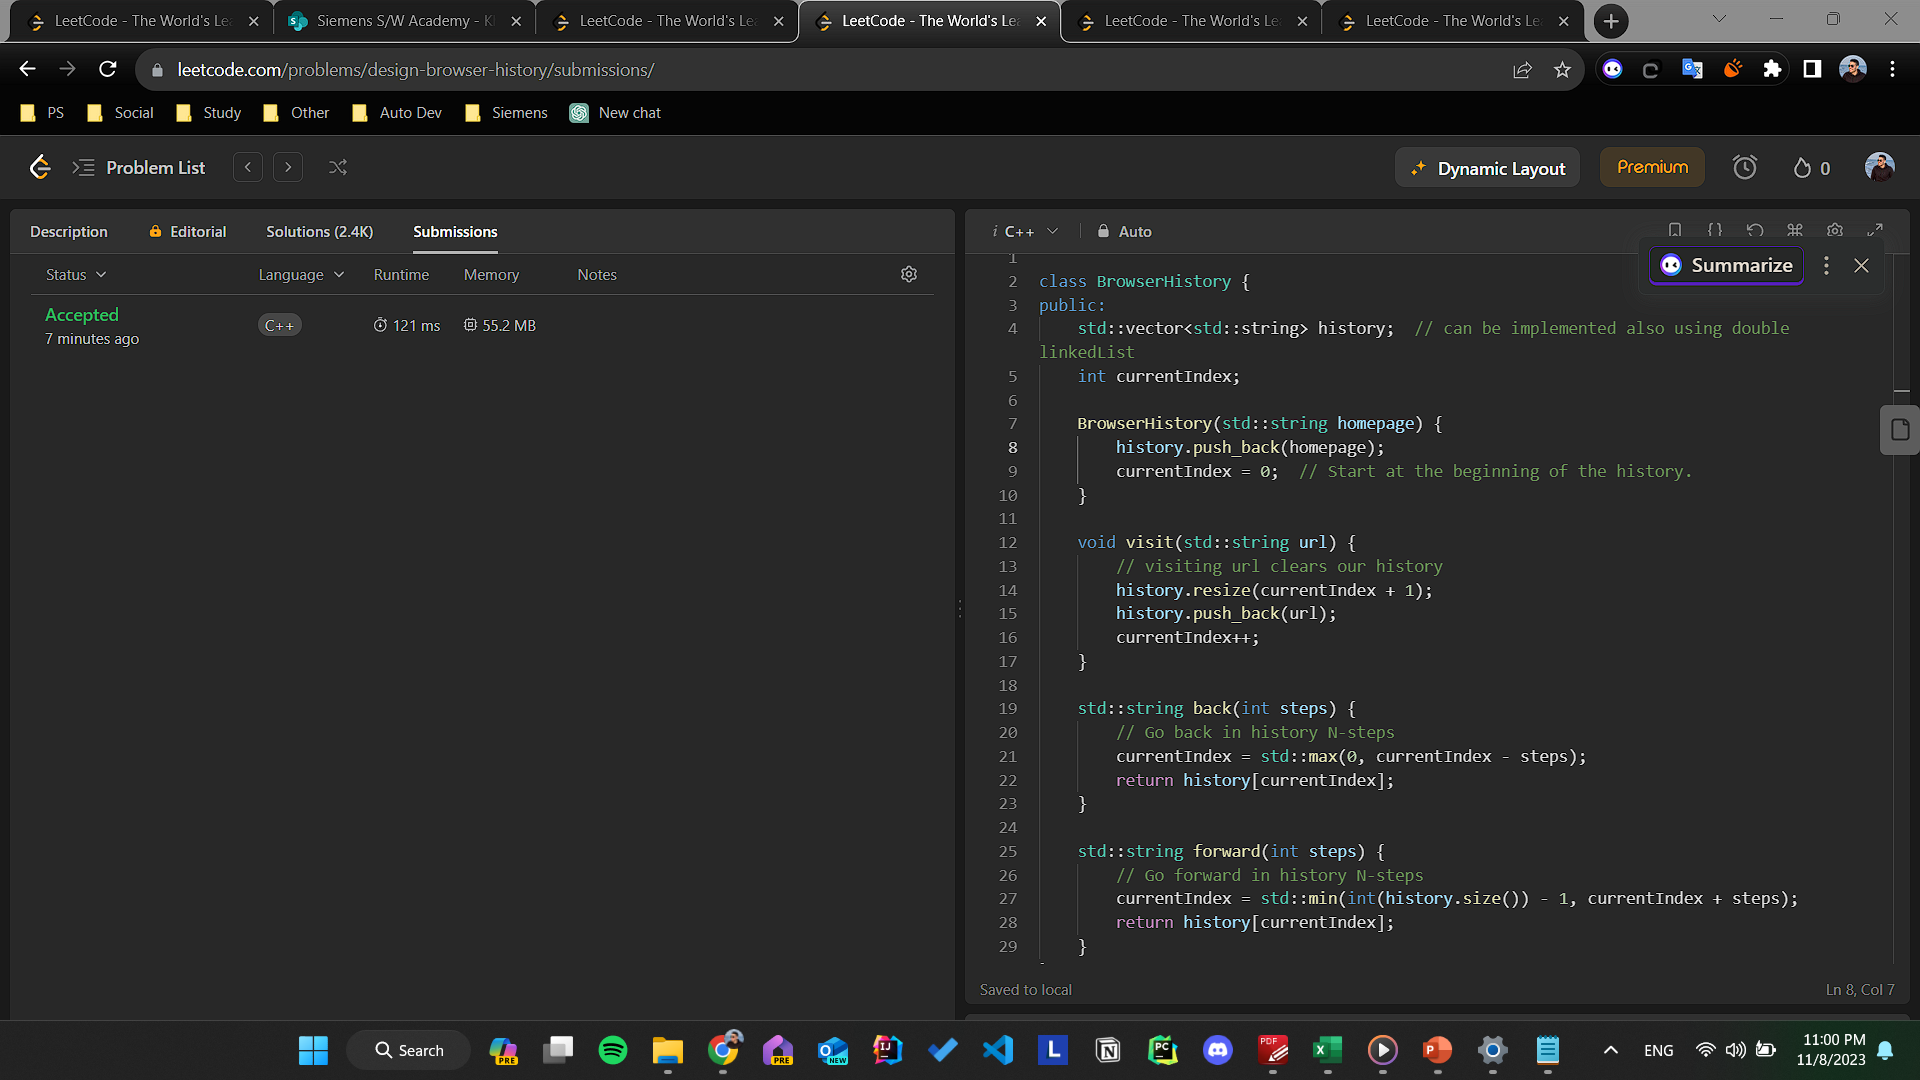 LeetCode - The World's Le
Siemens S/W Academy - K
LeetCode - The World's Le
LeetCode - The World's Le
LeetCode - The World's Le
LeetCode - The World's Le
leetcode.com/problems/design-browser-history/submissions/
PS Social Study Other Auto Dev Siemens New chat
Problem List
Dynamic Layout
Premium
0
Description Editorial Solutions (2.4K) Submissions
Status Language Runtime Memory Notes
Accepted
7 minutes ago
C++
121 ms
55.2 MB
i C++ Auto
Summarize
1
2 class BrowserHistory {
3 public:
4     std::vector<std::string> history;  // can be implemented also using double
linkedList
5     int currentIndex;
6
7     BrowserHistory(std::string homepage) {
8         history.push_back(homepage);
9         currentIndex = 0;  // Start at the beginning of the history.
10     }
11
12     void visit(std::string url) {
13         // visiting url clears our history
14         history.resize(currentIndex + 1);
15         history.push_back(url);
16         currentIndex++;
17     }
18
19     std::string back(int steps) {
20         // Go back in history N-steps
21         currentIndex = std::max(0, currentIndex - steps);
22         return history[currentIndex];
23     }
24
25     std::string forward(int steps) {
26         // Go forward in history N-steps
27         currentIndex = std::min(int(history.size()) - 1, currentIndex + steps);
28         return history[currentIndex];
29     }
Saved to local
Ln 8, Col 7
Search
PRE
PRE
NEW
IJ
L
PC
PDF
ENG
11:00 PM
11/8/2023